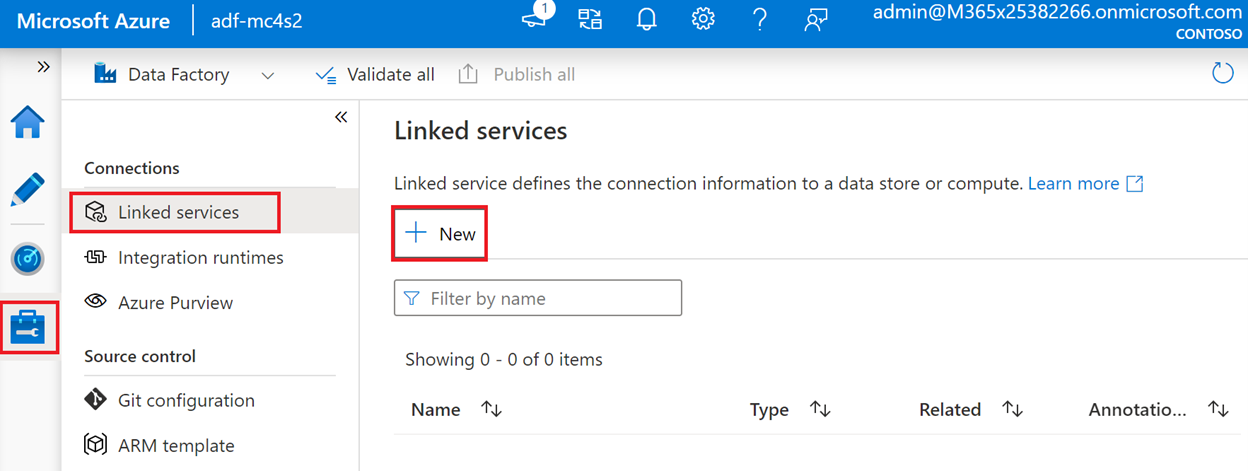 Microsoft Azure adf-mc4s2 1 admin@M365x25382266.onmicrosoft.com
CONTOSO
Data Factory Validate all Publish all
Connections
Linked services
Integration runtimes
Azure Purview
Source control
Git configuration
ARM template
Linked services
Linked service defines the connection information to a data store or compute. Learn more
New
Filter by name
Showing 0 - 0 of 0 items
Name Type Related Annotatio...